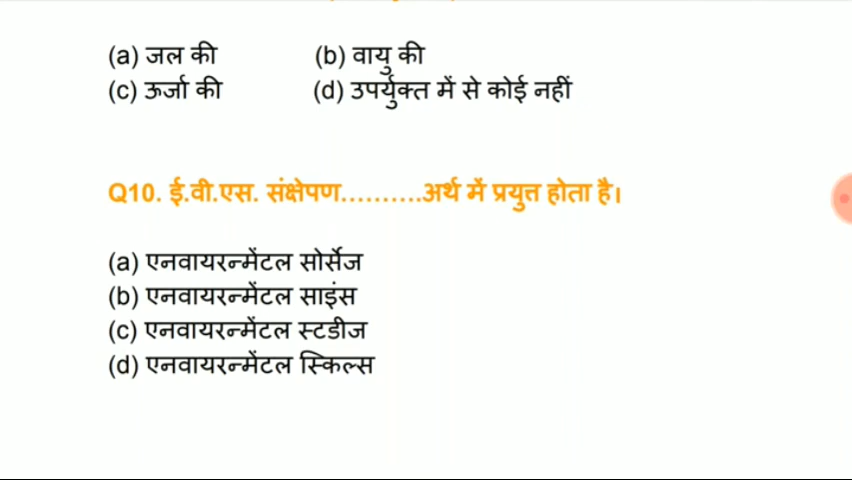 (a) जल की (b) वायु की
(c) ऊर्जा की (d) उपर्युक्त में से कोई नहीं
Q10. ई.वी.एस. संक्षेपण..........अर्थ में प्रयुत्त होता है।
(a) एनवायरन्मेंटल सोर्सेज
(b) एनवायरन्मेंटल साइंस
(c) एनवायरन्मेंटल स्टडीज
(d) एनवायरन्मेंटल स्किल्स